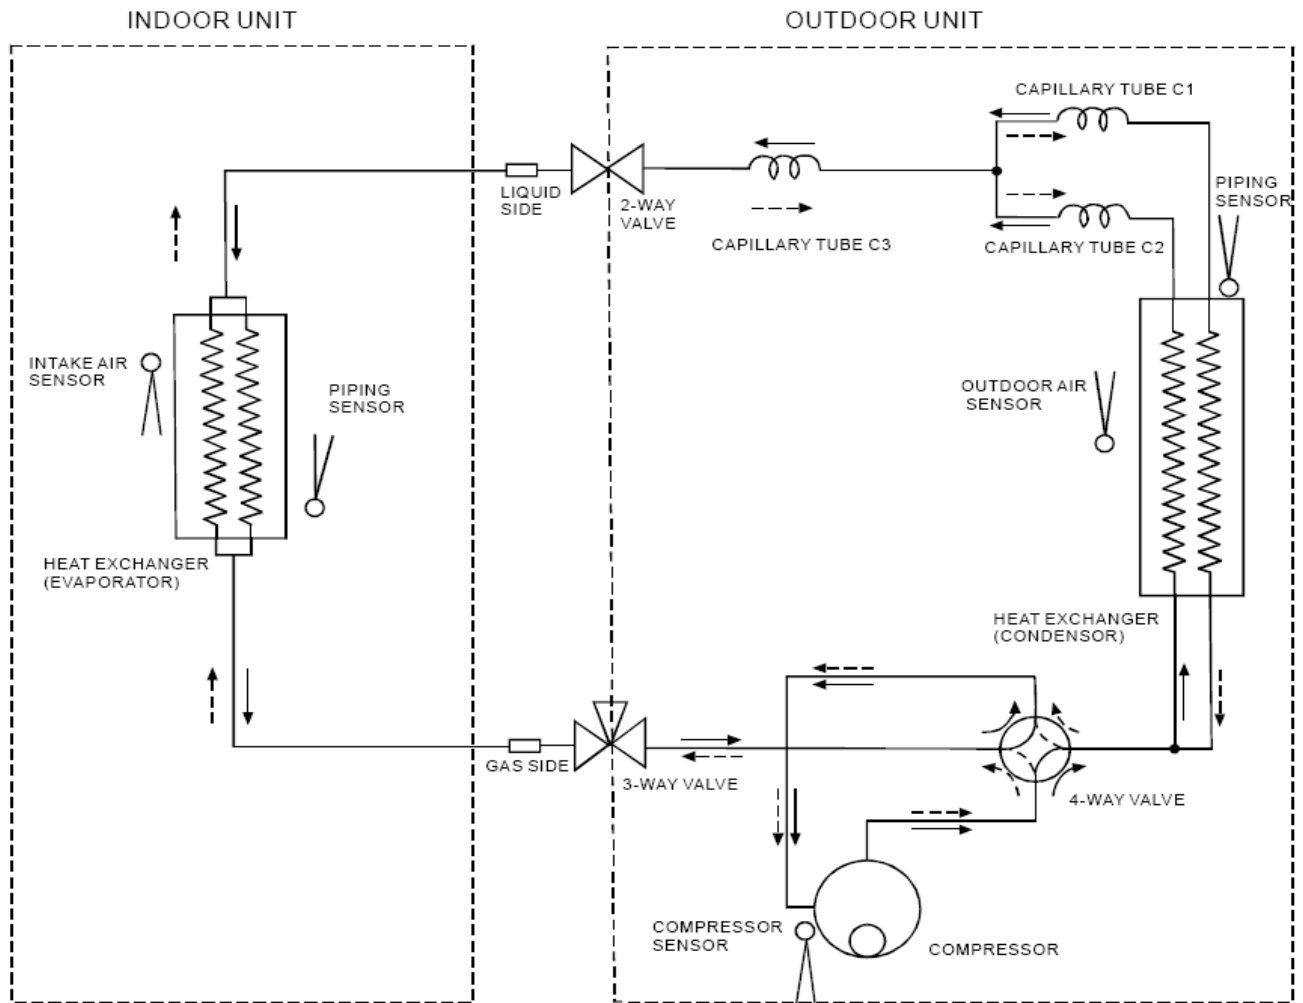 INDOOR UNIT
OUTDOOR UNIT
CAPILLARY TUBE C1
LIQUID
SIDE
2-WAY
VALVE
CAPILLARY TUBE C3
CAPILLARY TUBE C2
PIPING
SENSOR
INTAKE AIR
SENSOR
PIPING
SENSOR
OUTDOOR AIR
SENSOR
HEAT EXCHANGER
(EVAPORATOR)
HEAT EXCHANGER
(CONDENSOR)
GAS SIDE
3-WAY VALVE
4-WAY VALVE
COMPRESSOR
SENSOR
COMPRESSOR